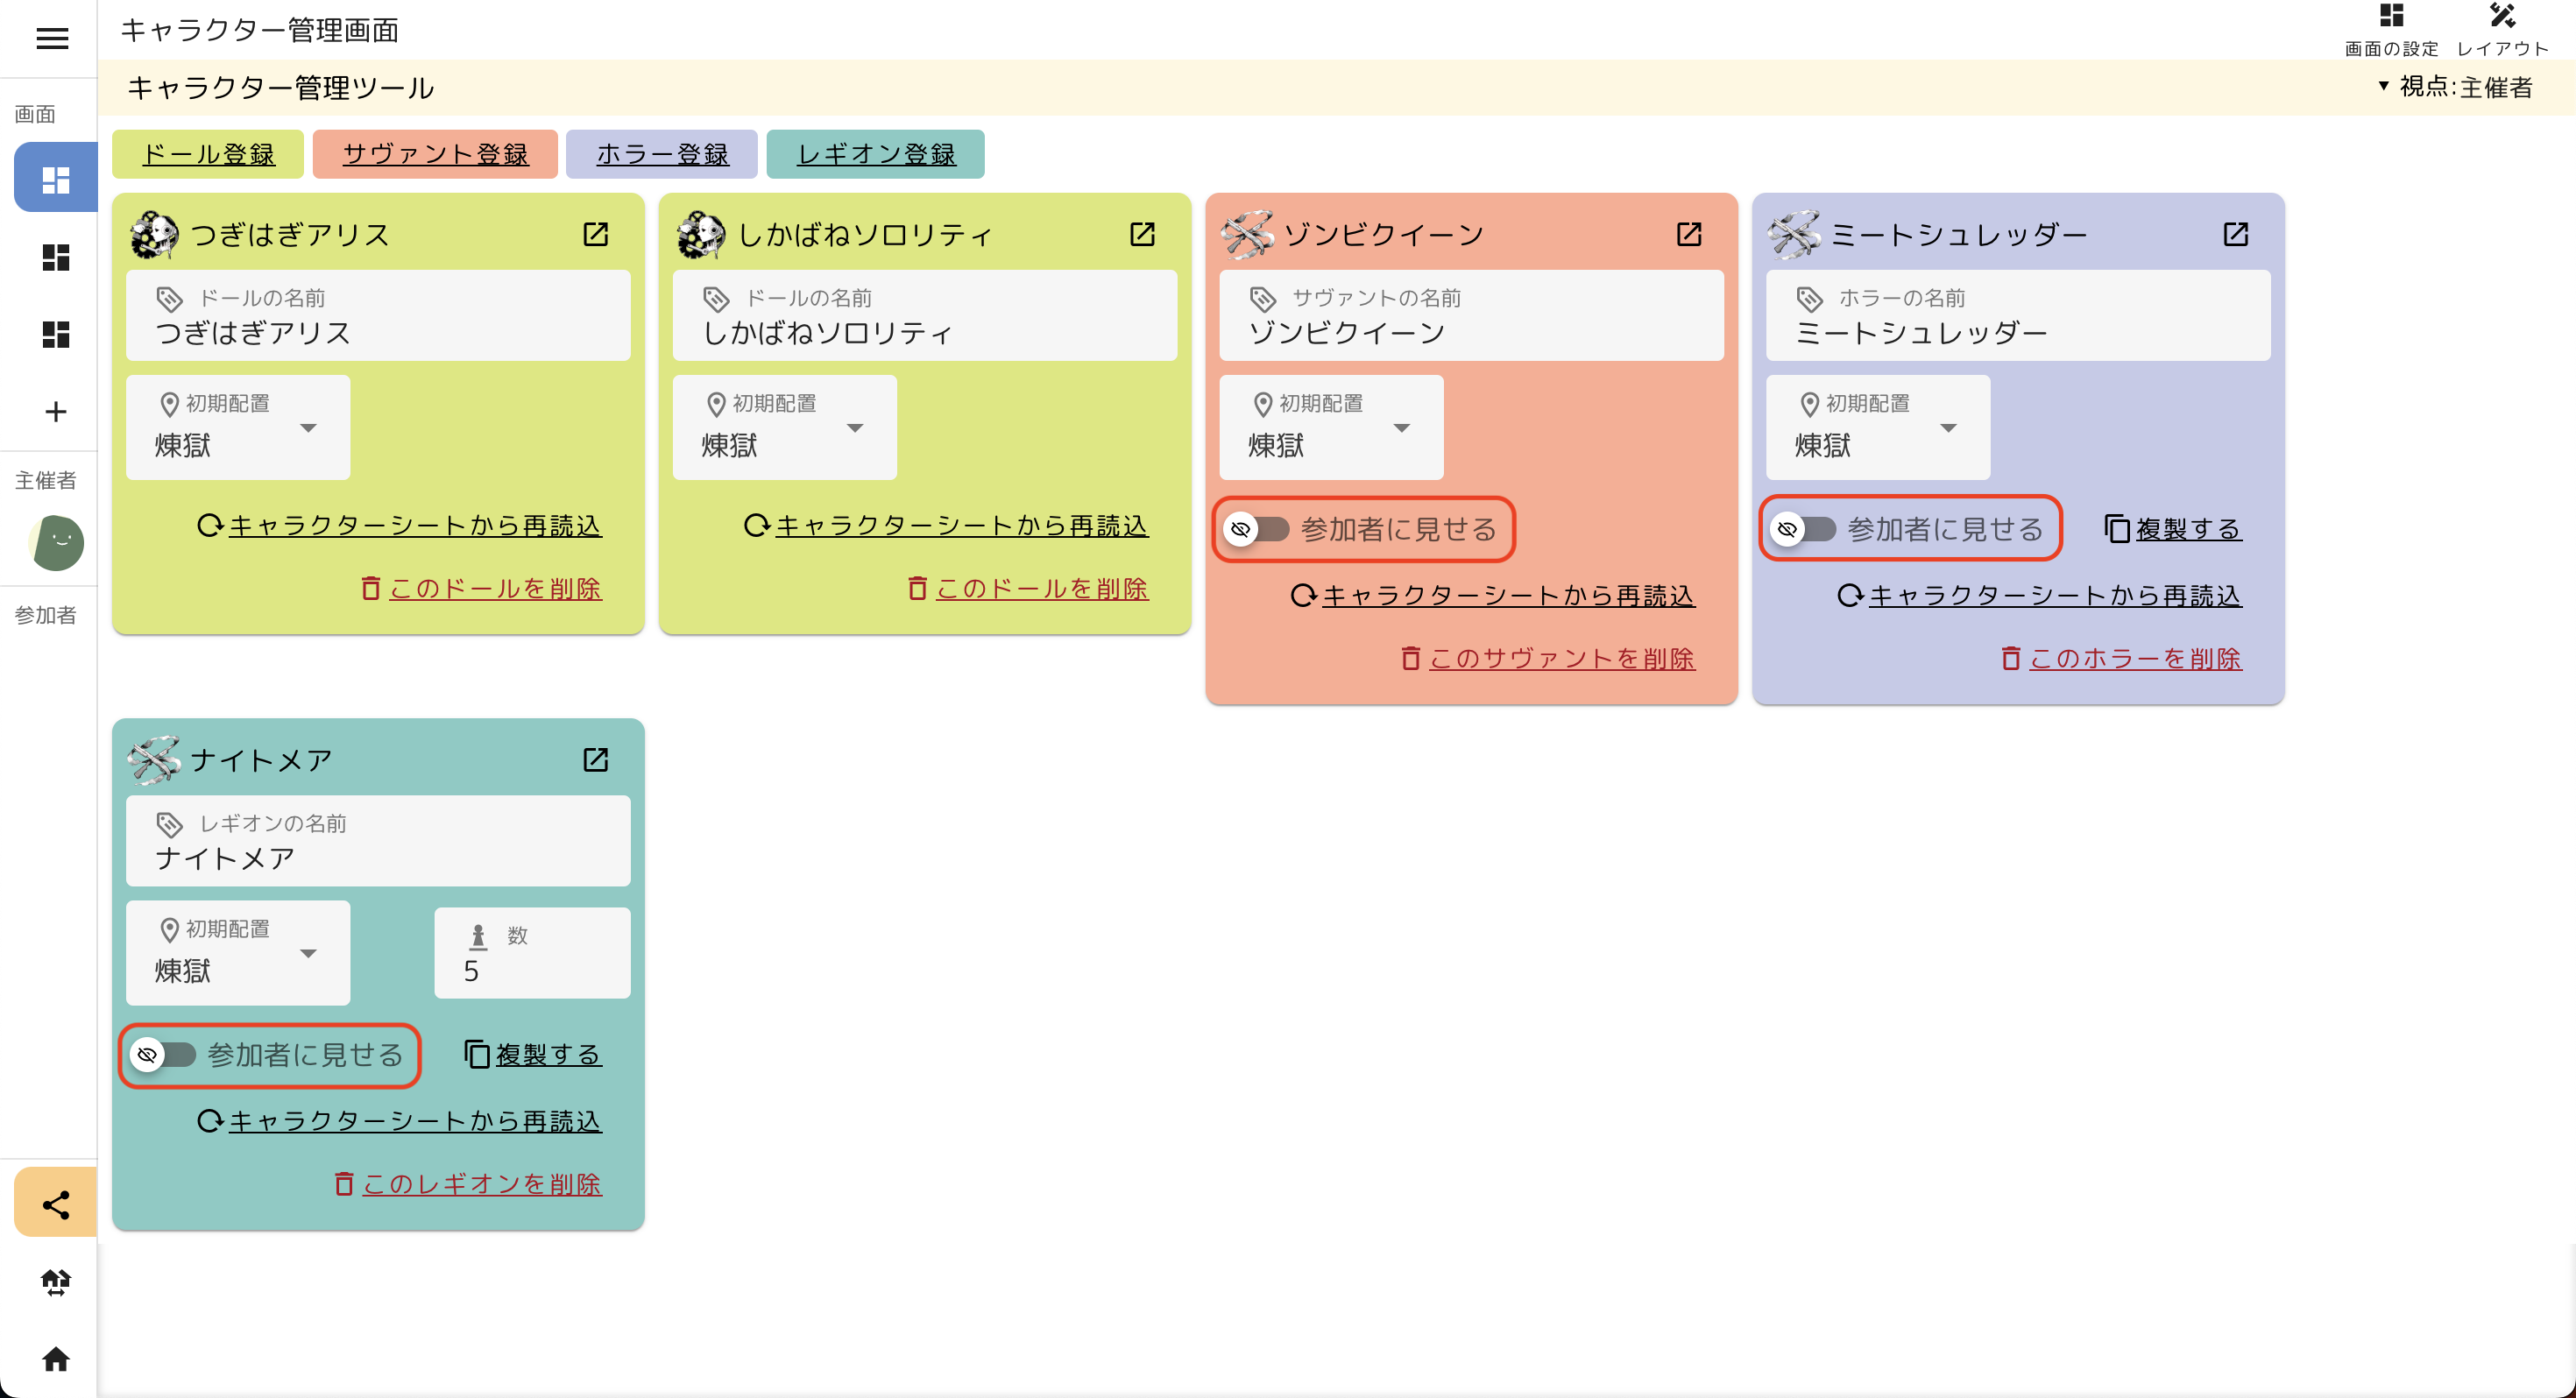 キャラクター管理画面
画面の設定 レイアウト
キャラクター管理ツール
▼ 視点:主催者
画面
主催者
参加者
ドール登録 サヴァント登録 ホラー登録 レギオン登録
つぎはぎアリス
ドールの名前
つぎはぎアリス
初期配置
煉獄
キャラクターシートから再読込
このドールを削除
しかばねソロリティ
ドールの名前
しかばねソロリティ
初期配置
煉獄
キャラクターシートから再読込
このドールを削除
ゾンビクイーン
サヴァントの名前
ゾンビクイーン
初期配置
煉獄
参加者に見せる
キャラクターシートから再読込
このサヴァントを削除
ミートシュレッダー
ホラーの名前
ミートシュレッダー
初期配置
煉獄
参加者に見せる 複製する
キャラクターシートから再読込
このホラーを削除
ナイトメア
レギオンの名前
ナイトメア
初期配置
煉獄
数
5
参加者に見せる 複製する
キャラクターシートから再読込
このレギオンを削除